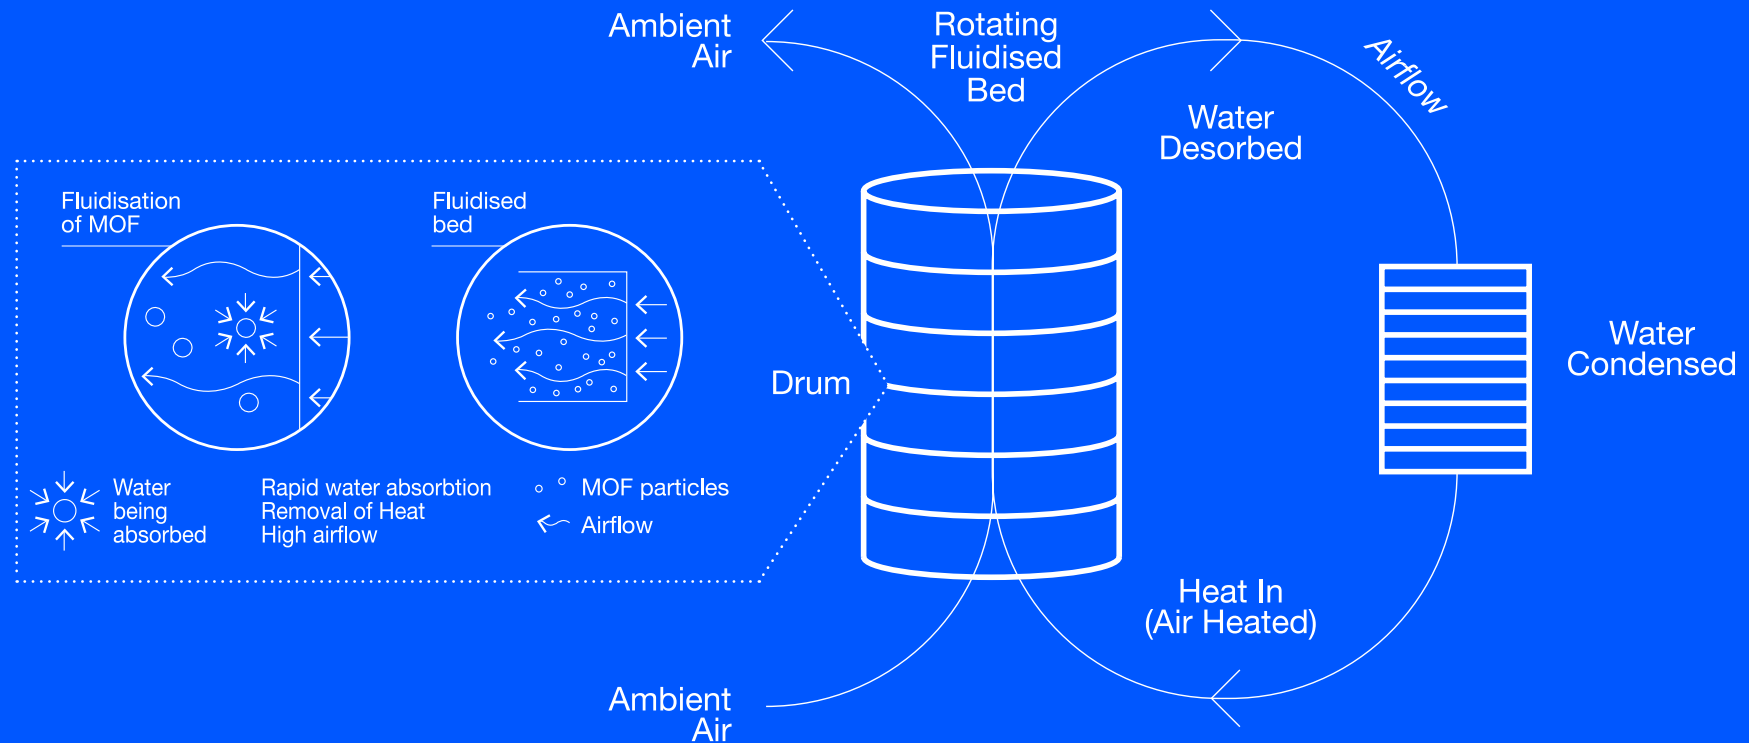 Ambient
Air
Rotating
Fluidised
Bed
Airflow
Water
Desorbed
Fluidisation
of MOF
Fluidised
bed
Drum
Water
Condensed
Water
being
absorbed
Rapid water absorbtion
Removal of Heat
High airflow
MOF particles
Airflow
Heat In
(Air Heated)
Ambient
Air